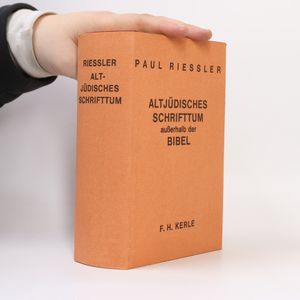 RIESSLER
ALT-
JÜDISCHES
SCHRIFTTUM
PAUL RIESSLER
ALTJÜDISCHES
SCHRIFTTUM
außerhalb der
BIBEL
F. H. KERLE